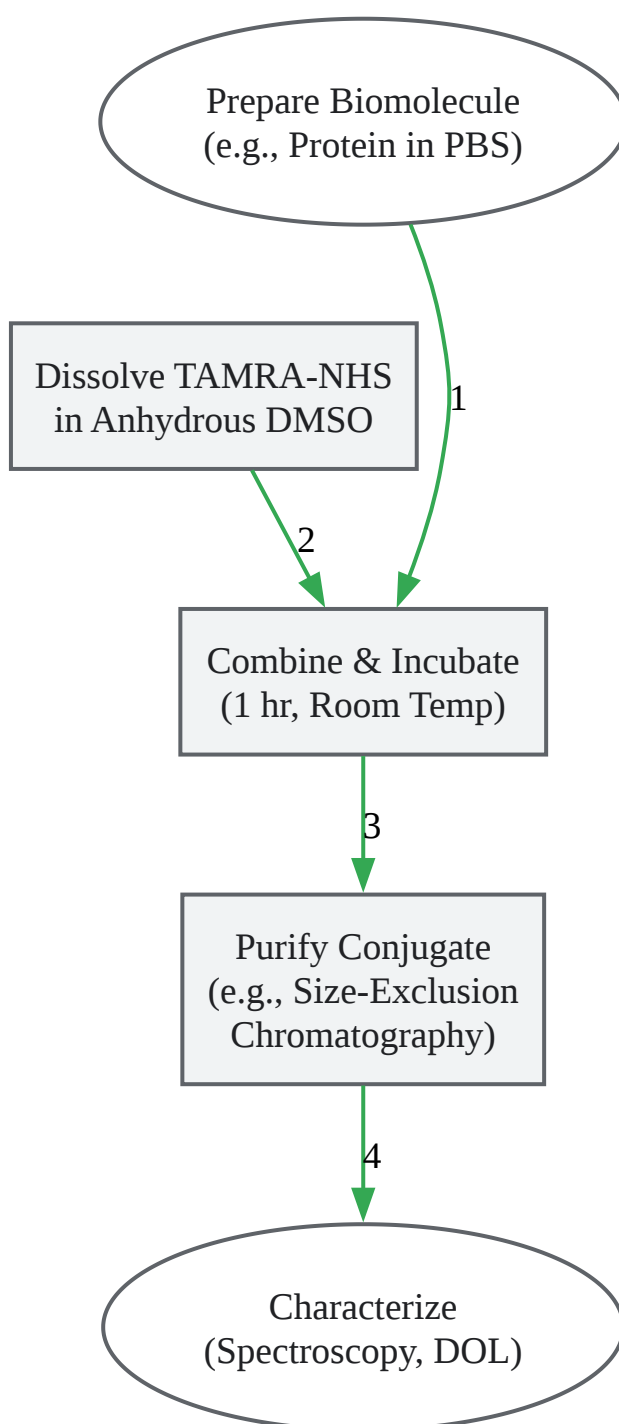 Prepare Biomolecule
(e.g., Protein in PBS)
Dissolve TAMRA-NHS
in Anhydrous DMSO
1
2
Combine & Incubate
(1 hr, Room Temp)
3
Purify Conjugate
(e.g., Size-Exclusion
Chromatography)
4
Characterize
(Spectroscopy, DOL)